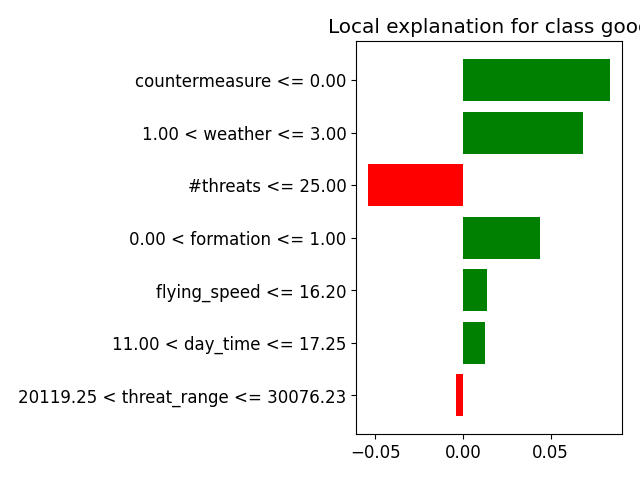 Local explanation for class good
countermeasure <= 0.00
1.00 < weather <= 3.00
#threats <= 25.00
0.00 < formation <= 1.00
flying_speed <= 16.20
11.00 < day_time <= 17.25
20119.25 < threat_range <= 30076.23
−0.05 0.00 0.05